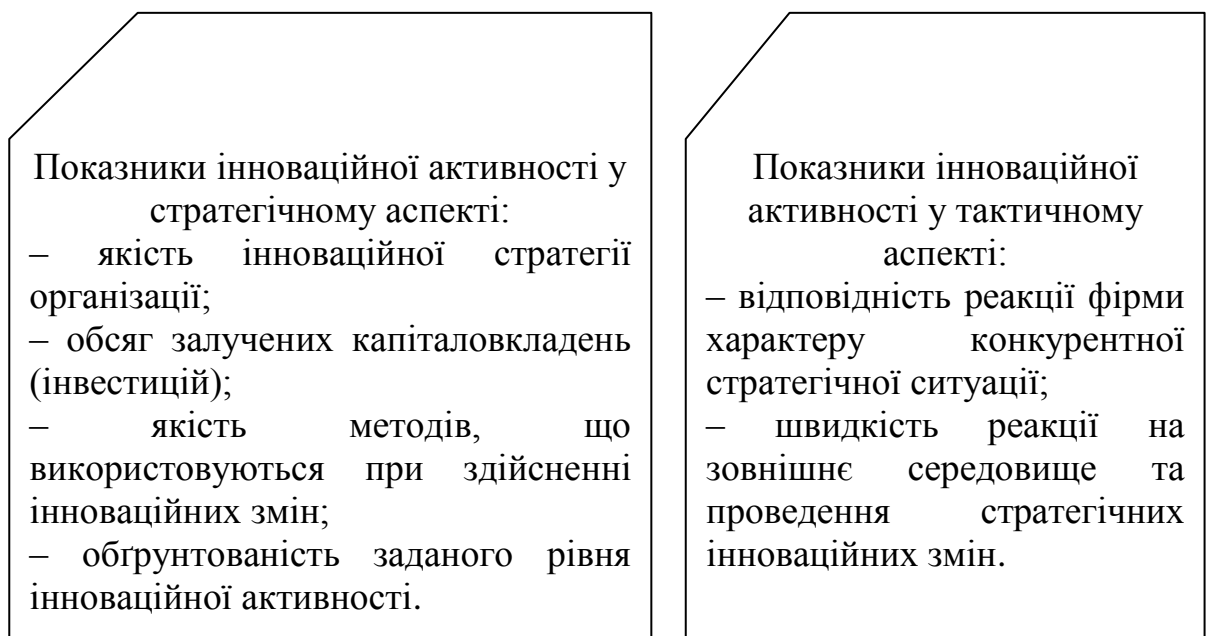 Показники інноваційної активності у
стратегічному аспекті:
– якість інноваційної стратегії
організації;
– обсяг залучених капіталовкладень
(інвестицій);
– якість методів, що
використовуються при здійсненні
інноваційних змін;
– обґрунтованість заданого рівня
інноваційної активності.
Показники інноваційної
активності у тактичному
аспекті:
– відповідність реакції фірми
характеру конкурентної
стратегічної ситуації;
– швидкість реакції на
зовнішнє середовище та
проведення стратегічних
інноваційних змін.